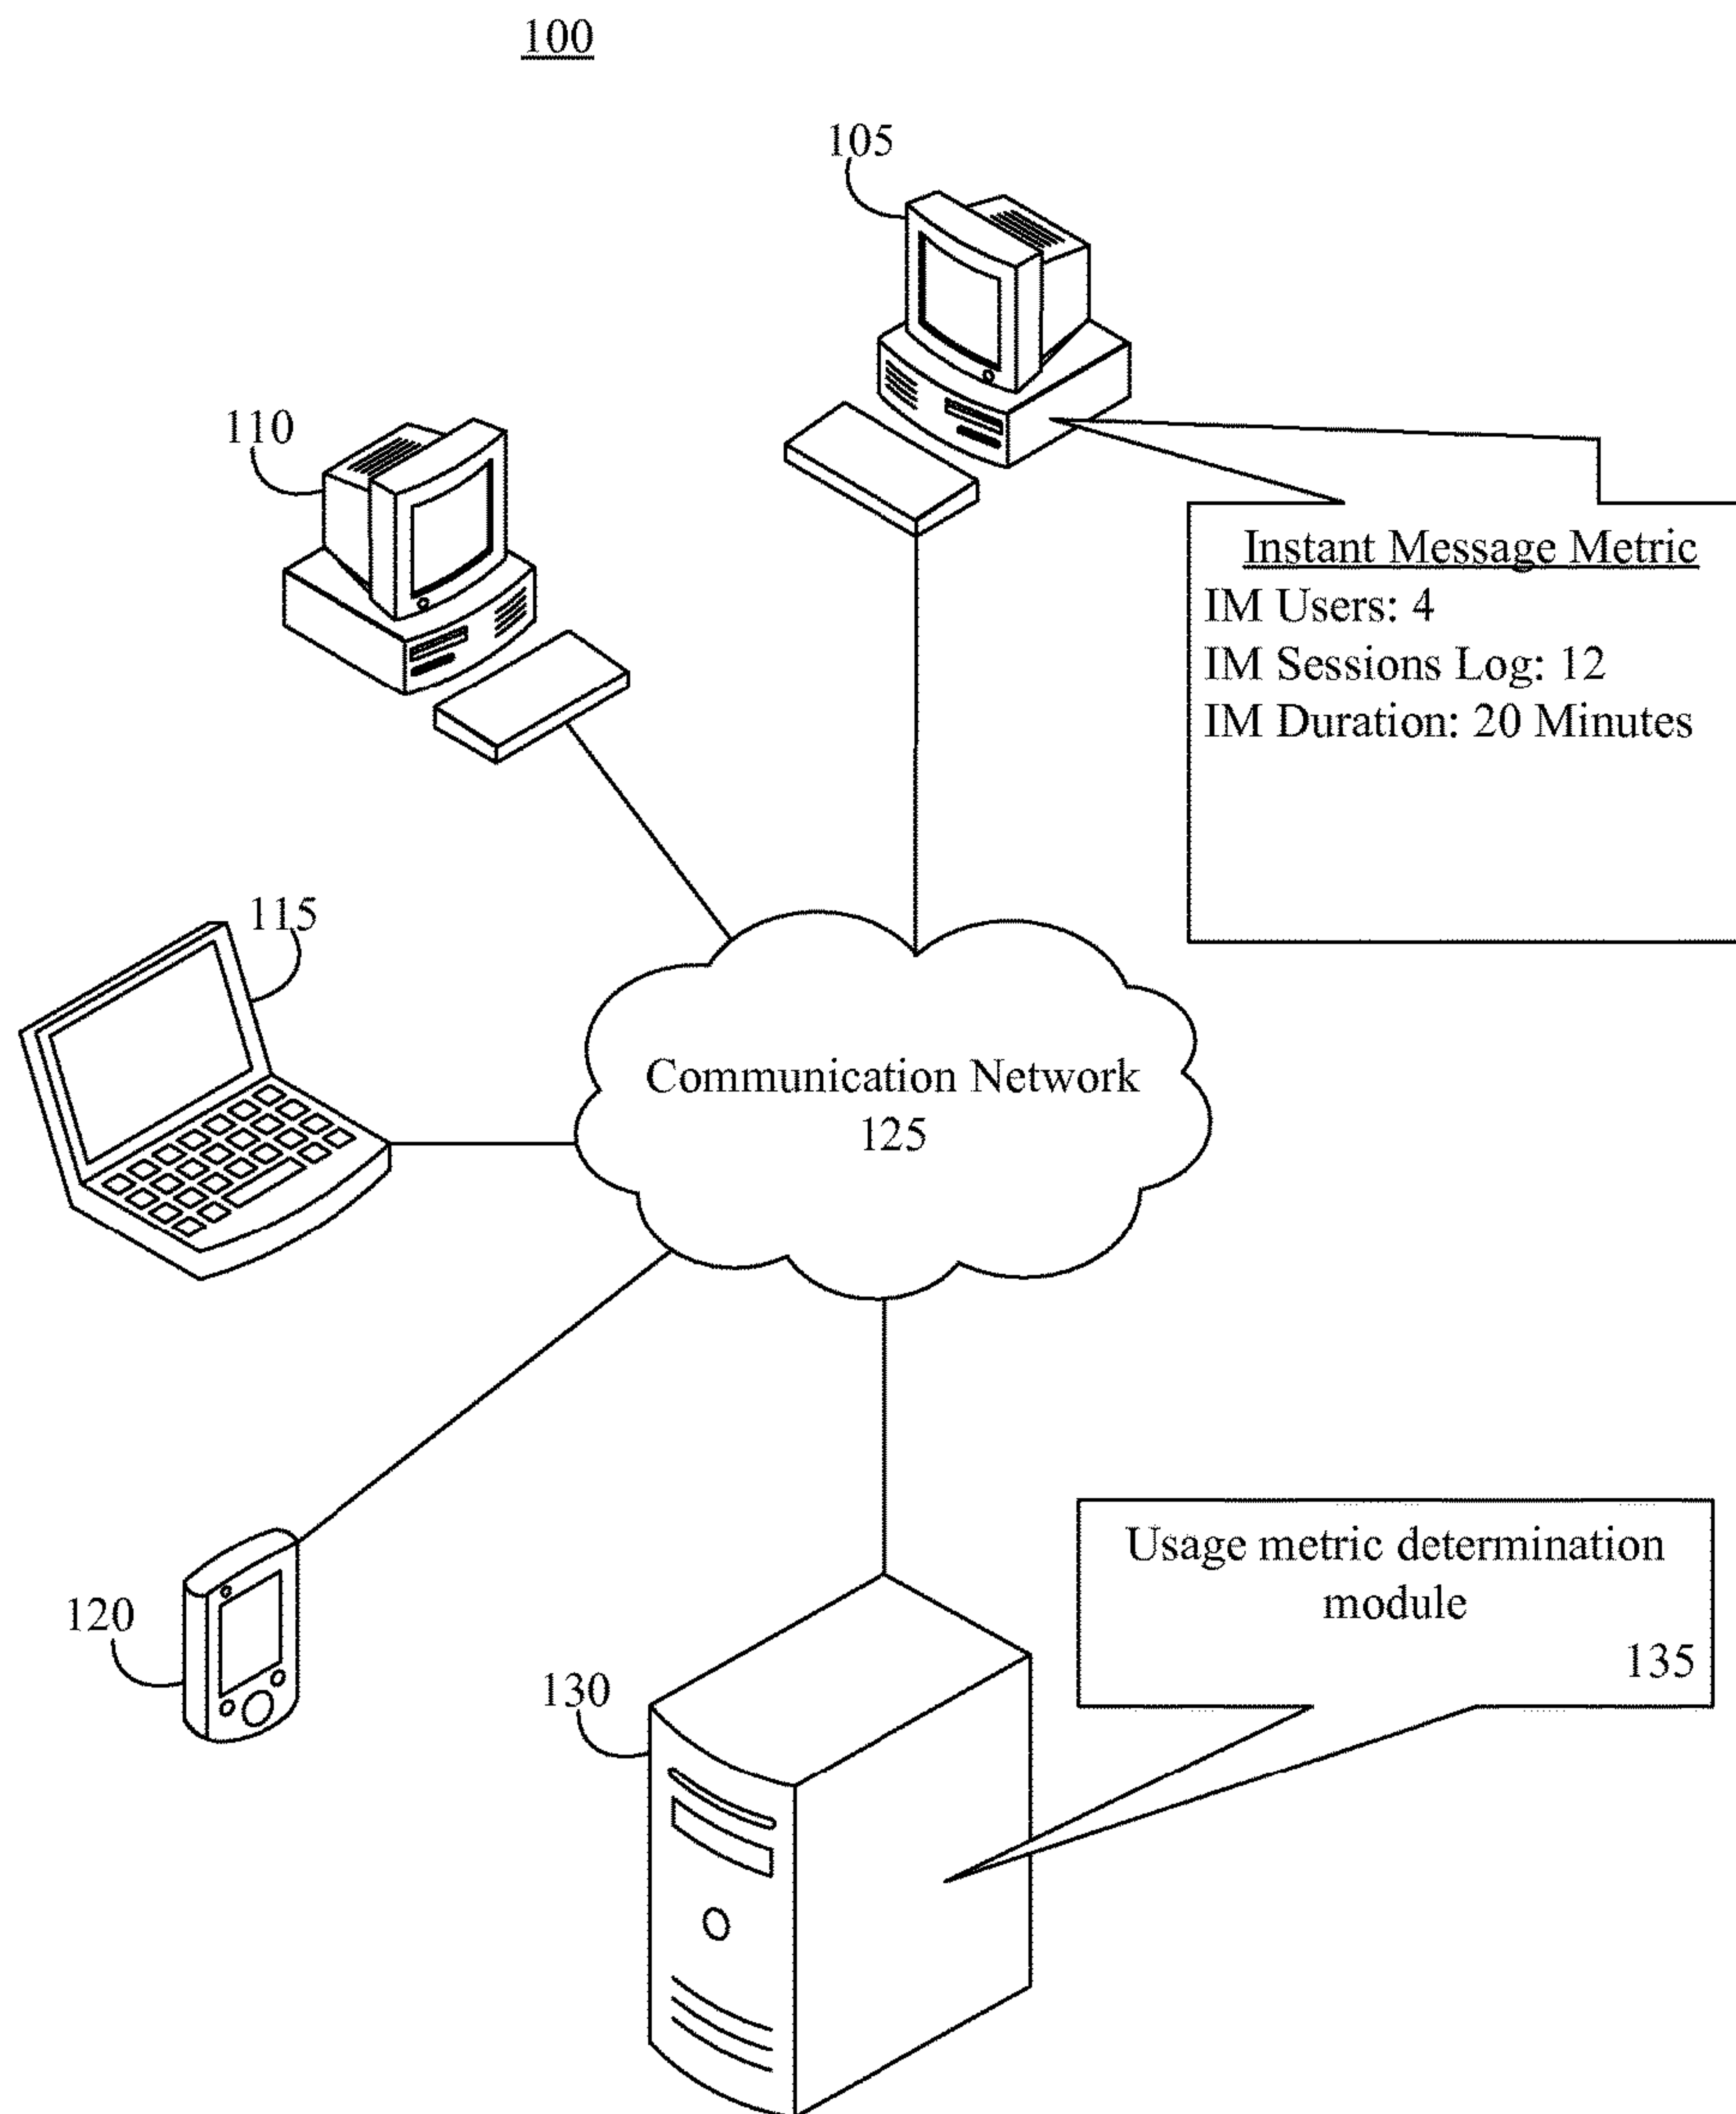 100
105
110
Instant Message Metric
IM Users: 4
IM Sessions Log: 12
IM Duration: 20 Minutes
115
Communication Network
125
Usage metric determination
module
135
120
130